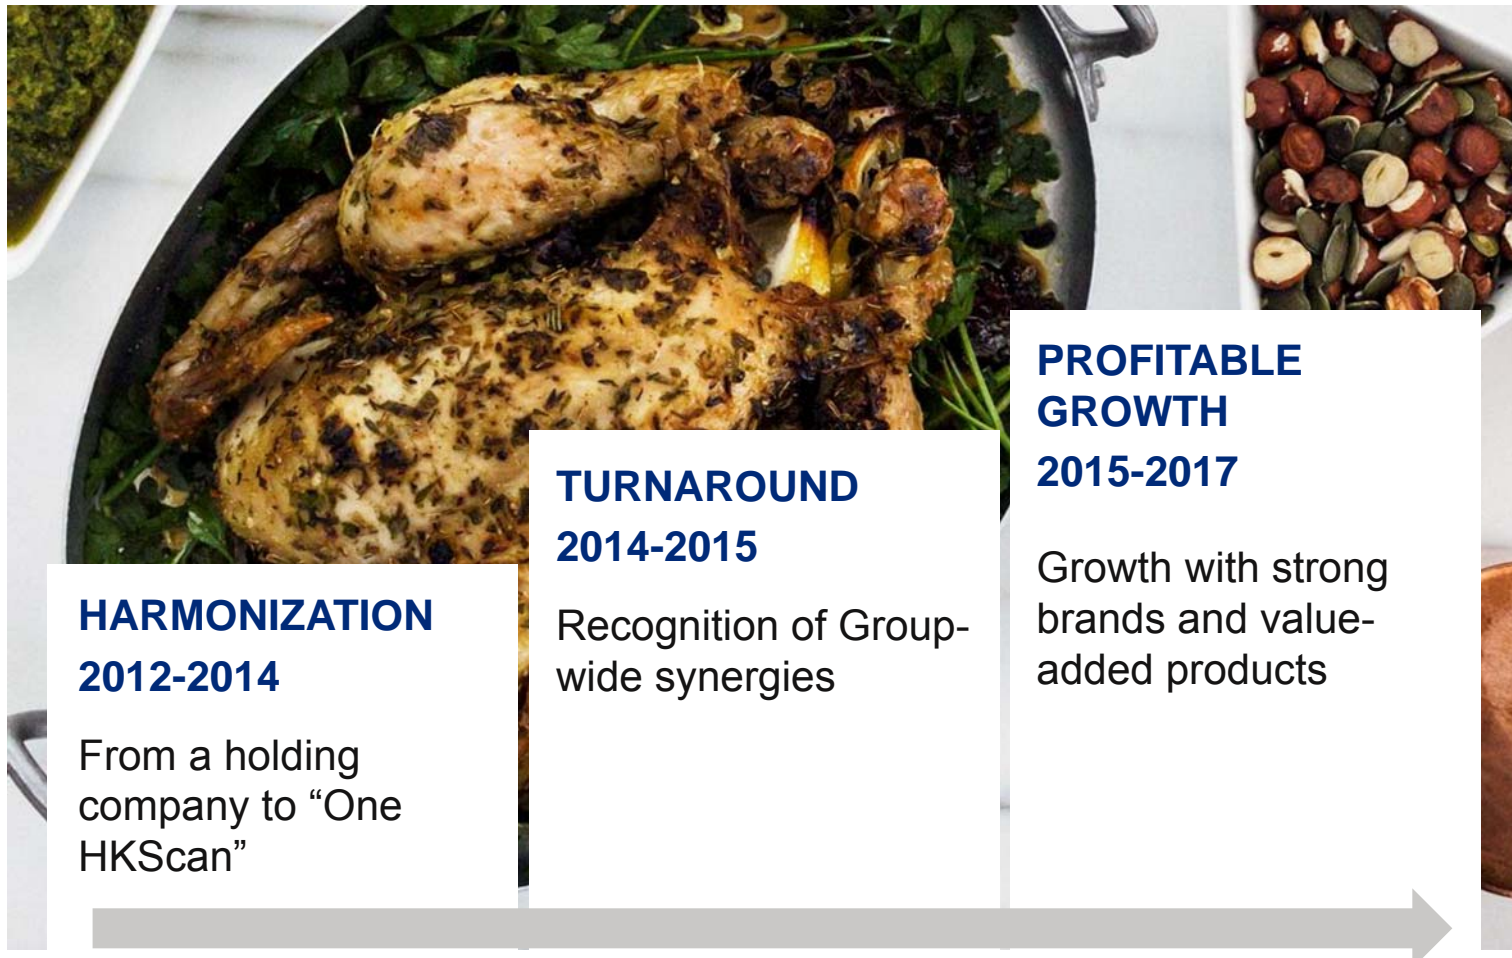 HARMONIZATION
2012-2014
From a holding
company to “One
HKScan”
TURNAROUND
2014-2015
Recognition of Group-
wide synergies
PROFITABLE
GROWTH
2015-2017
Growth with strong
brands and value-
added products